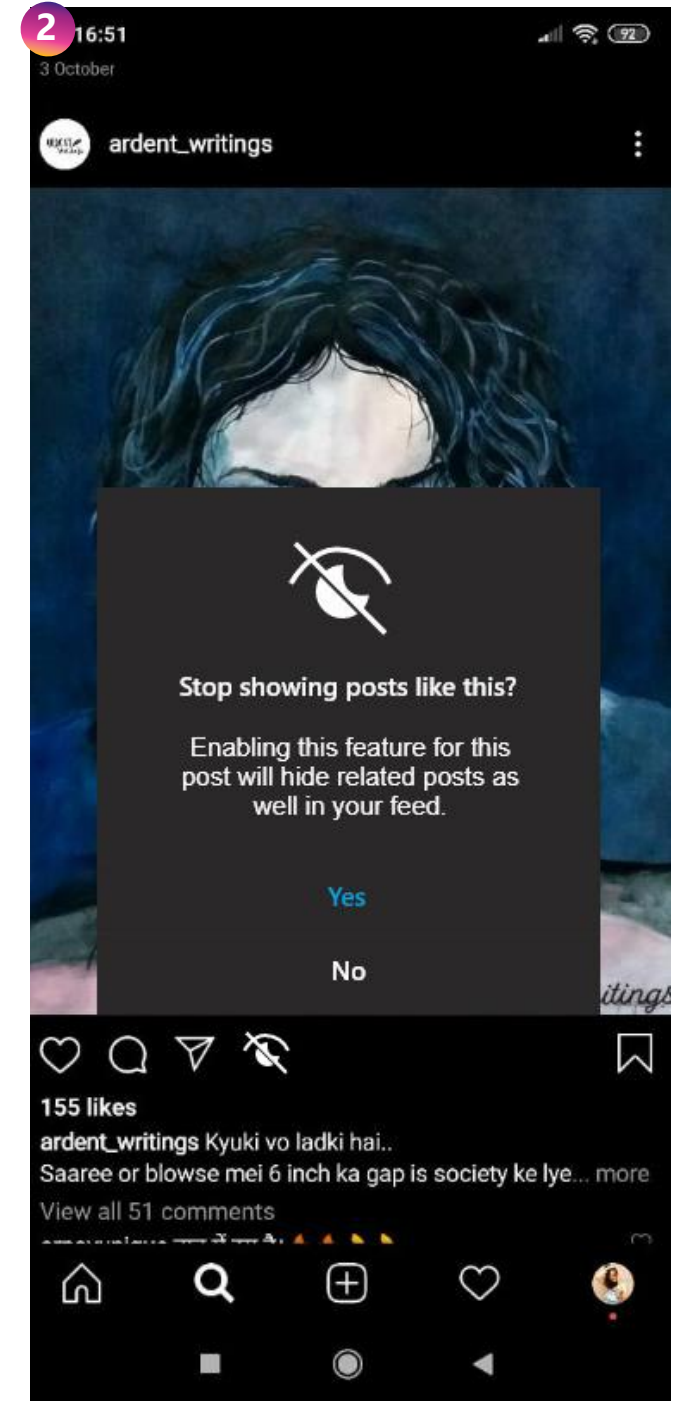 2
16:51
92
3 October
ardent_writings
Stop showing posts like this?
Enabling this feature for this
post will hide related posts as
well in your feed.
Yes
No
itings
155 likes
ardent_writings Kyuki vo ladki hai..
Saaree or blowse mei 6 inch ka gap is society ke lye... more
View all 51 comments